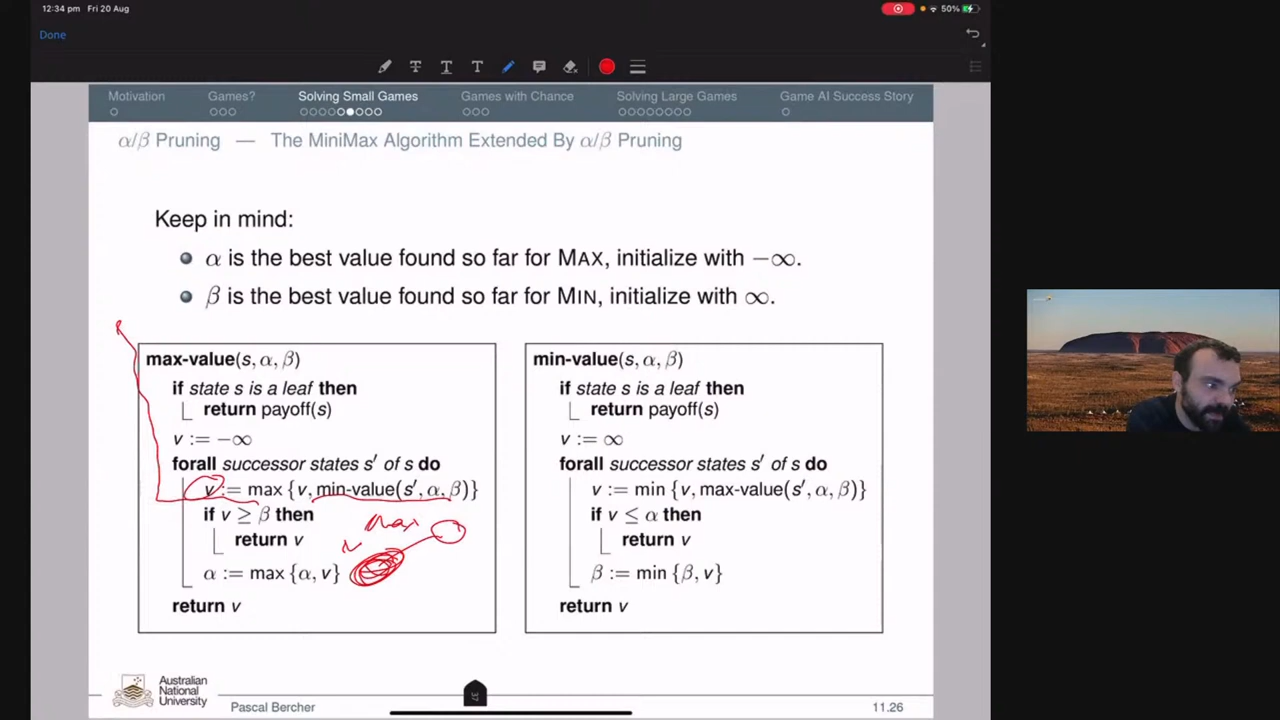 12:34 pm Fri 20 Aug
50%
Done
T T T
Motivation Games? Solving Small Games Games with Chance Solving Large Games Game AI Success Story
α/β Pruning — The MiniMax Algorithm Extended By α/β Pruning
Keep in mind:
α is the best value found so far for MAX, initialize with −∞.
β is the best value found so far for MIN, initialize with ∞.
max-value(s, α, β)
if state s is a leaf then
return payoff(s)
v := −∞
forall successor states s′ of s do
v := max {v, min-value(s′, α, β)}
if v ≥ β then
return v
α := max {α, v}
return v
Max
min-value(s, α, β)
if state s is a leaf then
return payoff(s)
v := ∞
forall successor states s′ of s do
v := min {v, max-value(s′, α, β)}
if v ≤ α then
return v
β := min {β, v}
return v
Australian
National
University
Pascal Bercher
37
11.26